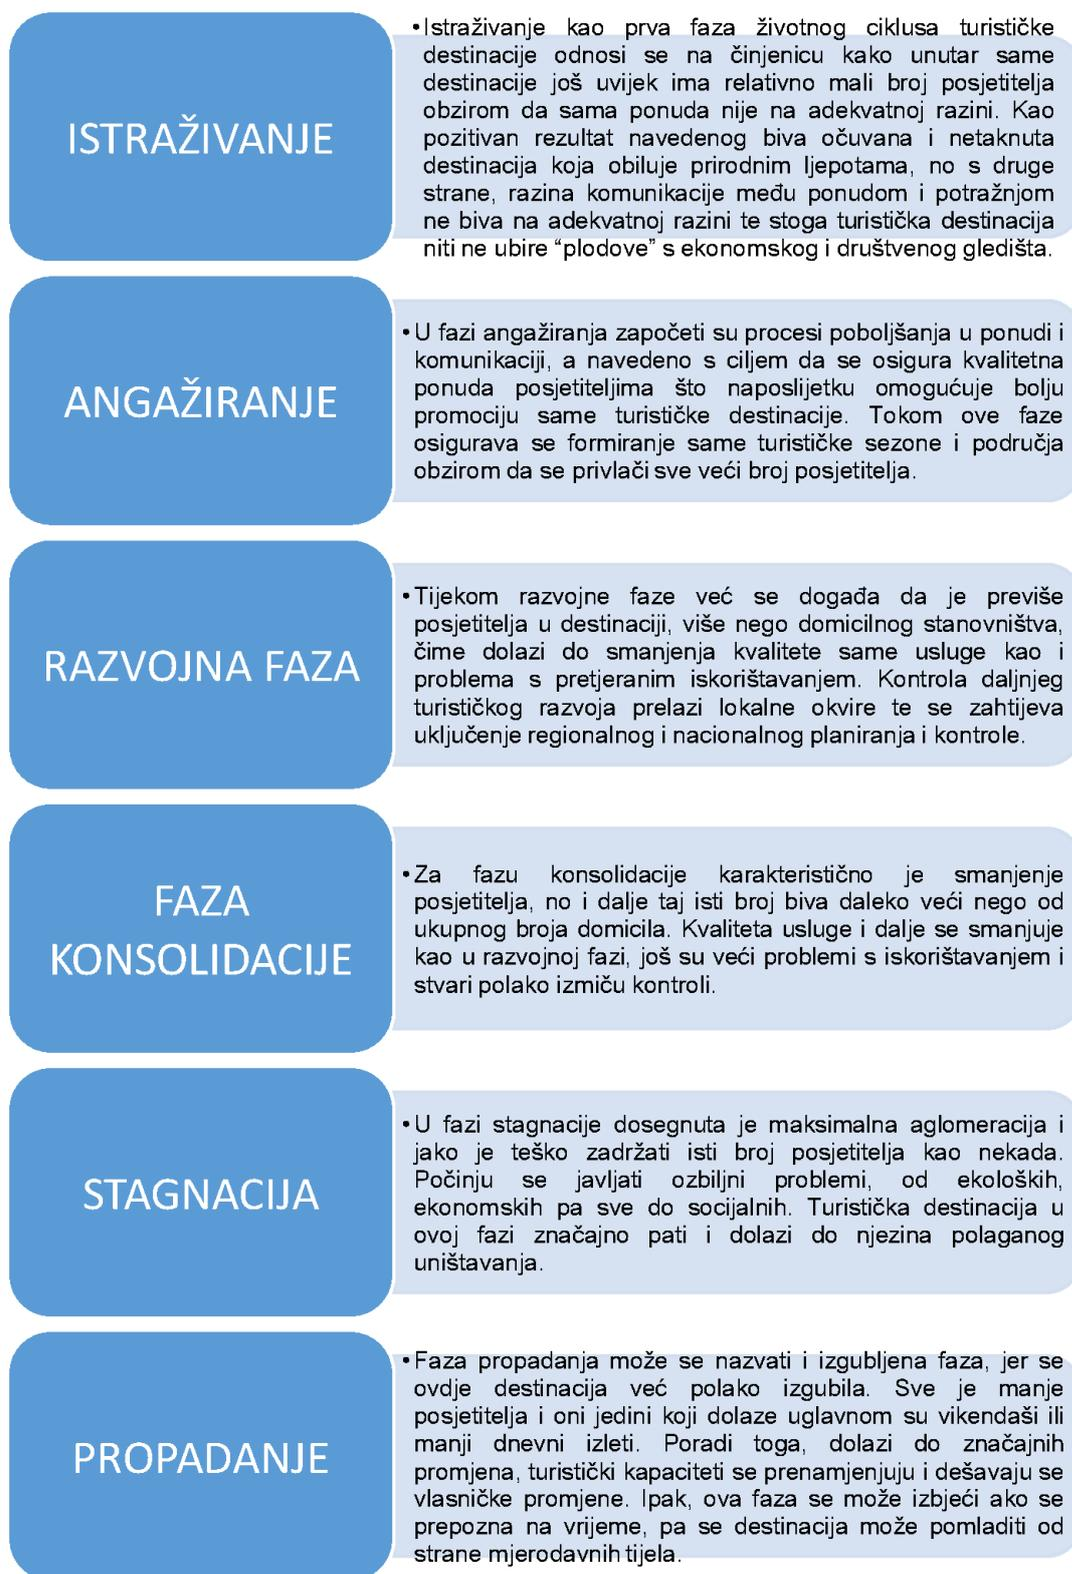 ISTRAŽIVANJE
•Istraživanje kao prva faza životnog ciklusa turističke
destinacije odnosi se na činjenicu kako unutar same
destinacije još uvijek ima relativno mali broj posjetitelja
obzirom da sama ponuda nije na adekvatnoj razini. Kao
pozitivan rezultat navedenog biva očuvana i netaknuta
destinacija koja obiluje prirodnim ljepotama, no s druge
strane, razina komunikacije među ponudom i potražnjom
ne biva na adekvatnoj razini te stoga turistička destinacija
niti ne ubire “plodove” s ekonomskog i društvenog gledišta.
ANGAŽIRANJE
•U fazi angažiranja započeti su procesi poboljšanja u ponudi i
komunikaciji, a navedeno s ciljem da se osigura kvalitetna
ponuda posjetiteljima što naposlijetku omogućuje bolju
promociju same turističke destinacije. Tokom ove faze
osigurava se formiranje same turističke sezone i područja
obzirom da se privlači sve veći broj posjetitelja.
RAZVOJNA FAZA
•Tijekom razvojne faze već se događa da je previše
posjetitelja u destinaciji, više nego domicilnog stanovništva,
čime dolazi do smanjenja kvalitete same usluge kao i
problema s pretjeranim iskorištavanjem. Kontrola daljnjeg
turističkog razvoja prelazi lokalne okvire te se zahtijeva
uključenje regionalnog i nacionalnog planiranja i kontrole.
FAZA
KONSOLIDACIJE
•Za fazu konsolidacije karakteristično je smanjenje
posjetitelja, no i dalje taj isti broj biva daleko veći nego od
ukupnog broja domicila. Kvaliteta usluge i dalje se smanjuje
kao u razvojnoj fazi, još su veći problemi s iskorištavanjem i
stvari polako izmiču kontroli.
STAGNACIJA
•U fazi stagnacije dosegnuta je maksimalna aglomeracija i
jako je teško zadržati isti broj posjetitelja kao nekada.
Počinju se javljati ozbiljni problemi, od ekoloških,
ekonomskih pa sve do socijalnih. Turistička destinacija u
ovoj fazi značajno pati i dolazi do njezina polaganog
uništavanja.
PROPADANJE
•Faza propadanja može se nazvati i izgubljena faza, jer se
ovdje destinacija već polako izgubila. Sve je manje
posjetitelja i oni jedini koji dolaze uglavnom su vikendaši ili
manji dnevni izleti. Poradi toga, dolazi do značajnih
promjena, turistički kapaciteti se prenamjenjuju i dešavaju se
vlasničke promjene. Ipak, ova faza se može izbjeći ako se
prepozna na vrijeme, pa se destinacija može pomladiti od
strane mjerodavnih tijela.